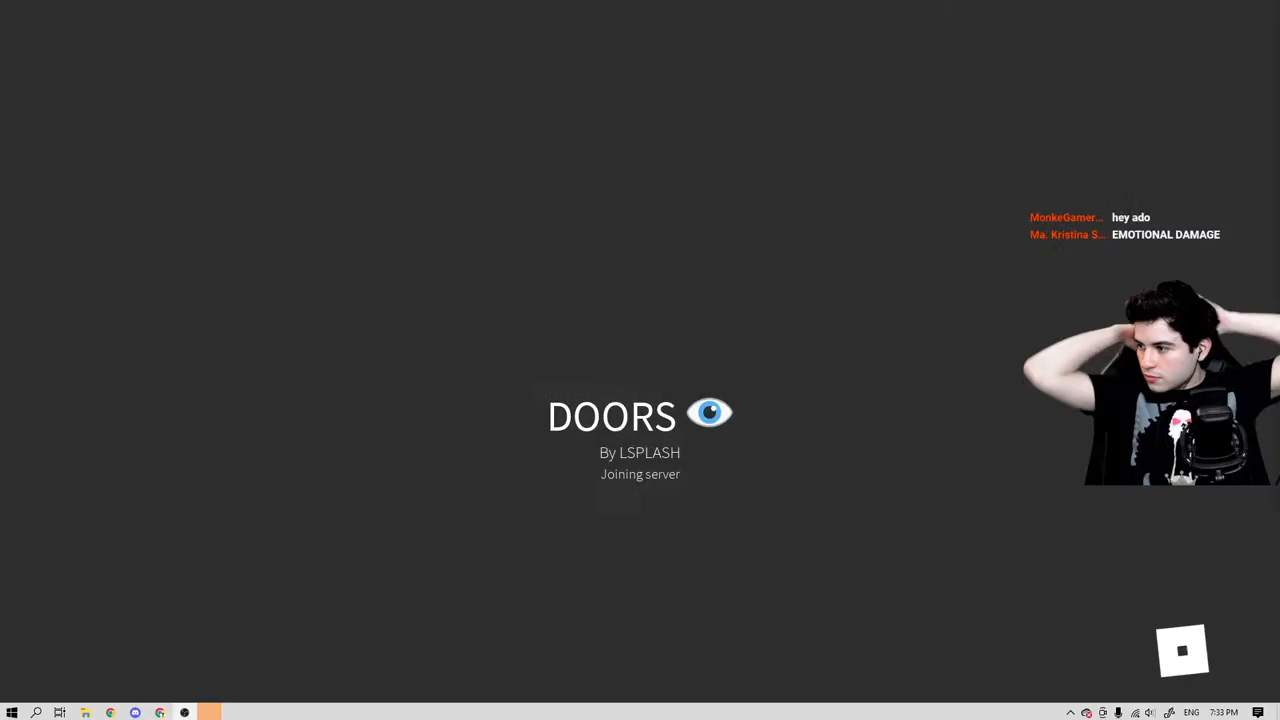 MonkeGamer... hey ado
Ma. Kristina S... EMOTIONAL DAMAGE
DOORS
By LSPLASH
Joining server
ENG 7:33 PM